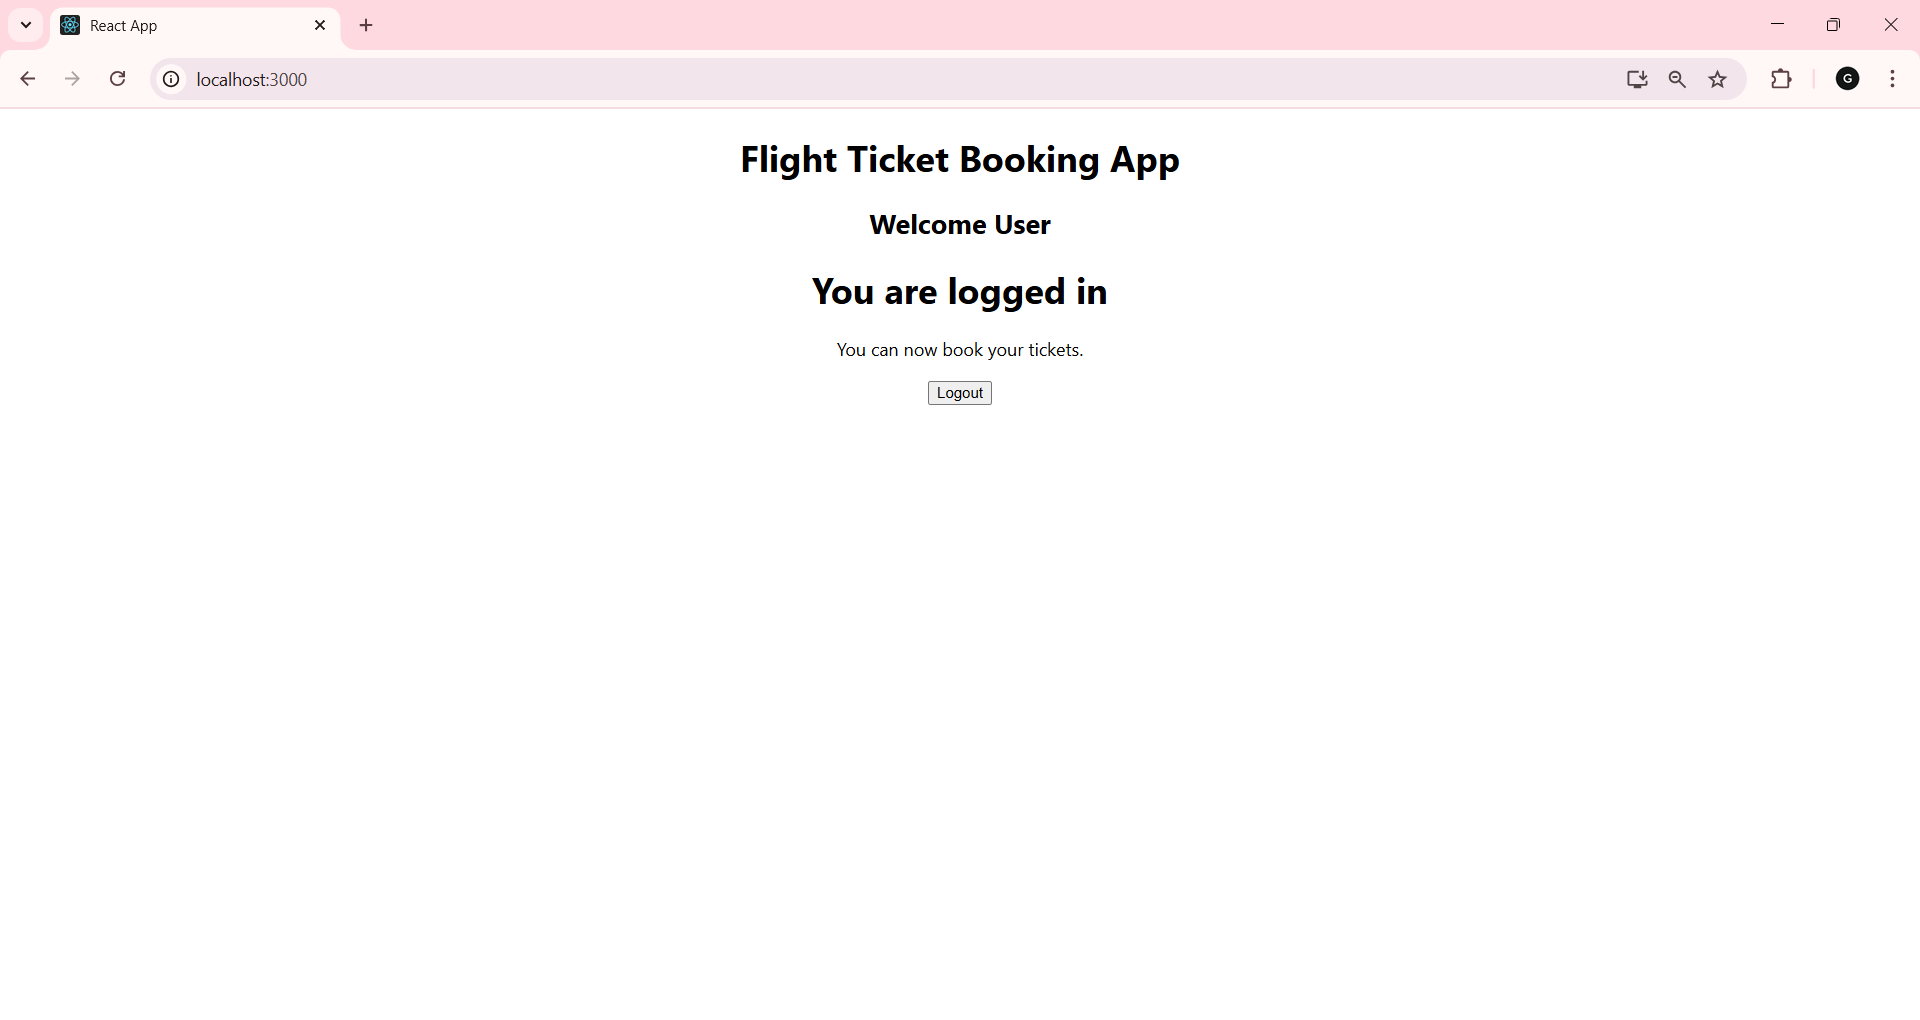 React App
localhost:3000
G
Flight Ticket Booking App
Welcome User
You are logged in
You can now book your tickets.
Logout